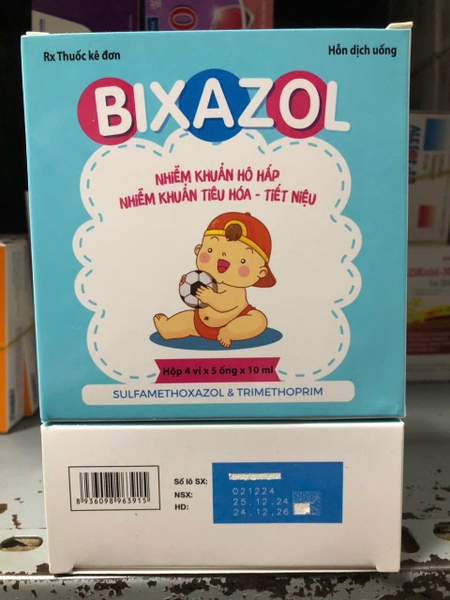 Rx Thuốc kê đơn
Hỗn dịch uống
BIXAZOL
NHIỄM KHUẨN HÔ HẤP
NHIỄM KHUẨN TIÊU HÓA - TIẾT NIỆU
Hộp 4 vỉ x 5 ống x 10 ml
SULFAMETHOXAZOL & TRIMETHOPRIM
Số lô SX:
021224
NSX:
25.12.24
HD:
24.12.26
8936098963915